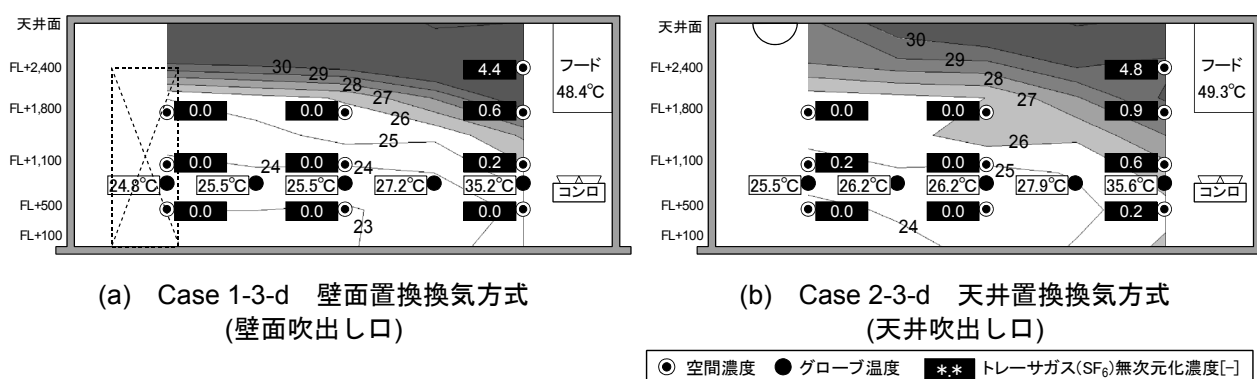 天井面
FL+2,400
FL+1,800
FL+1,100
FL+500
FL+100
30
29
28
27
26
25
24
24
23
4.4
0.0
0.0
0.6
0.0
0.0
0.2
24.8℃
25.5℃
25.5℃
27.2℃
35.2℃
0.0
0.0
0.0
フード
48.4℃
コンロ
(a) Case 1-3-d 壁面置換換気方式
(壁面吹出し口)
天井面
FL+2,400
FL+1,800
FL+1,100
FL+500
FL+100
30
29
28
27
26
25
24
4.8
0.0
0.0
0.9
0.2
0.0
0.6
25.5℃
26.2℃
26.2℃
27.9℃
35.6℃
0.0
0.0
0.2
フード
49.3℃
コンロ
(b) Case 2-3-d 天井置換換気方式
(天井吹出し口)
空間濃度 グローブ温度 *.* トレーサガス(SF₆)無次元化濃度[-]